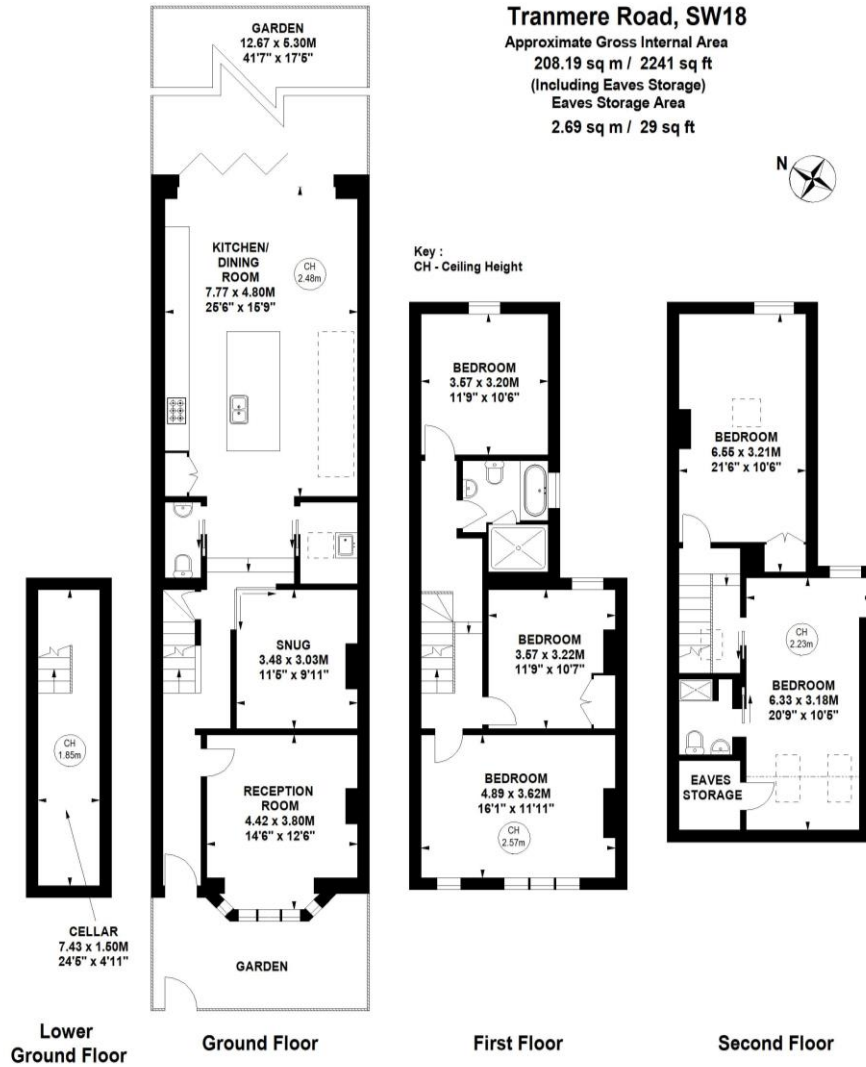 Tranmere Road, SW18
Approximate Gross Internal Area
208.19 sq m / 2241 sq ft
(Including Eaves Storage)
Eaves Storage Area
2.69 sq m / 29 sq ft
N
Key :
CH - Ceiling Height
GARDEN
12.67 x 5.30M
41'7" x 17'5"
KITCHEN/
DINING
ROOM
7.77 x 4.80M
25'6" x 15'9"
CH
2.48m
SNUG
3.48 x 3.03M
11'5" x 9'11"
RECEPTION
ROOM
4.42 x 3.80M
14'6" x 12'6"
GARDEN
CH
1.85m
CELLAR
7.43 x 1.50M
24'5" x 4'11"
BEDROOM
3.57 x 3.20M
11'9" x 10'6"
BEDROOM
3.57 x 3.22M
11'9" x 10'7"
BEDROOM
4.89 x 3.62M
16'1" x 11'11"
CH
2.57m
BEDROOM
6.55 x 3.21M
21'6" x 10'6"
CH
2.23m
BEDROOM
6.33 x 3.18M
20'9" x 10'5"
EAVES
STORAGE
Lower
Ground Floor
Ground Floor
First Floor
Second Floor